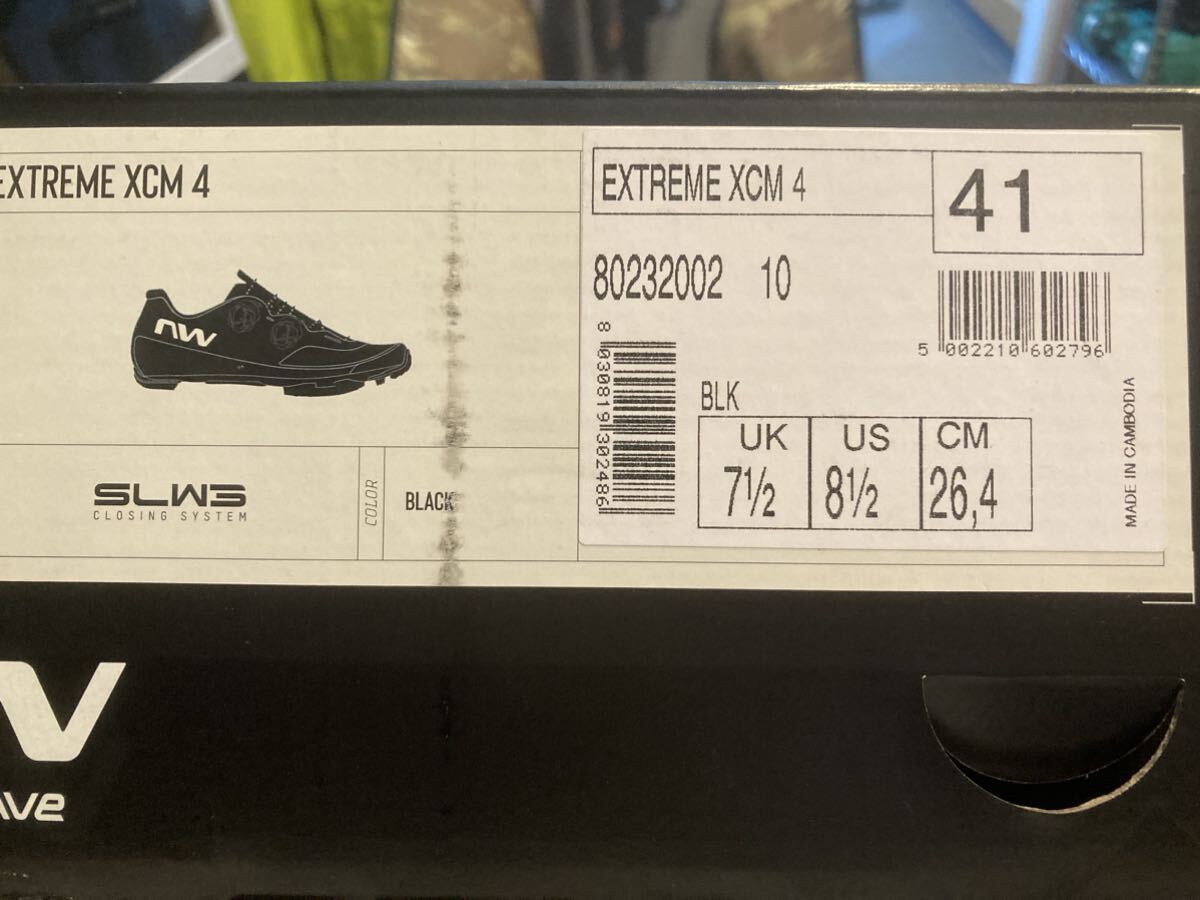 EXTREME XCM 4
NW
SLW3
CLOSING SYSTEM
COLOR
BLACK
EXTREME XCM 4
41
80232002 10
5 002210 602796
8 030819 302486
BLK
UK US CM
7½ 8½ 26,4
MADE IN CAMBODIA